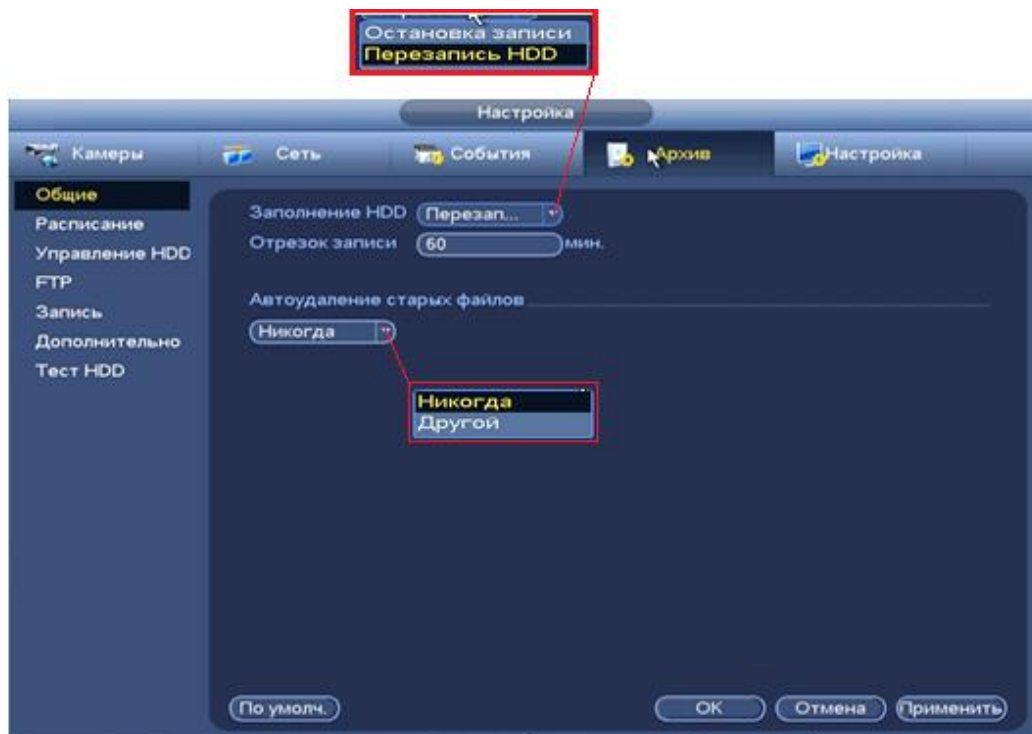 Остановка записи
Перезапись HDD
Настройка
Камеры
Сеть
События
Архив
Настройка
Общие
Расписание
Управление HDD
FTP
Запись
Дополнительно
Тест HDD
Заполнение HDD Перезап...
Отрезок записи 60 мин.
Автоудаление старых файлов
Никогда
Никогда
Другой
По умолч.
OK
Отмена
Применить